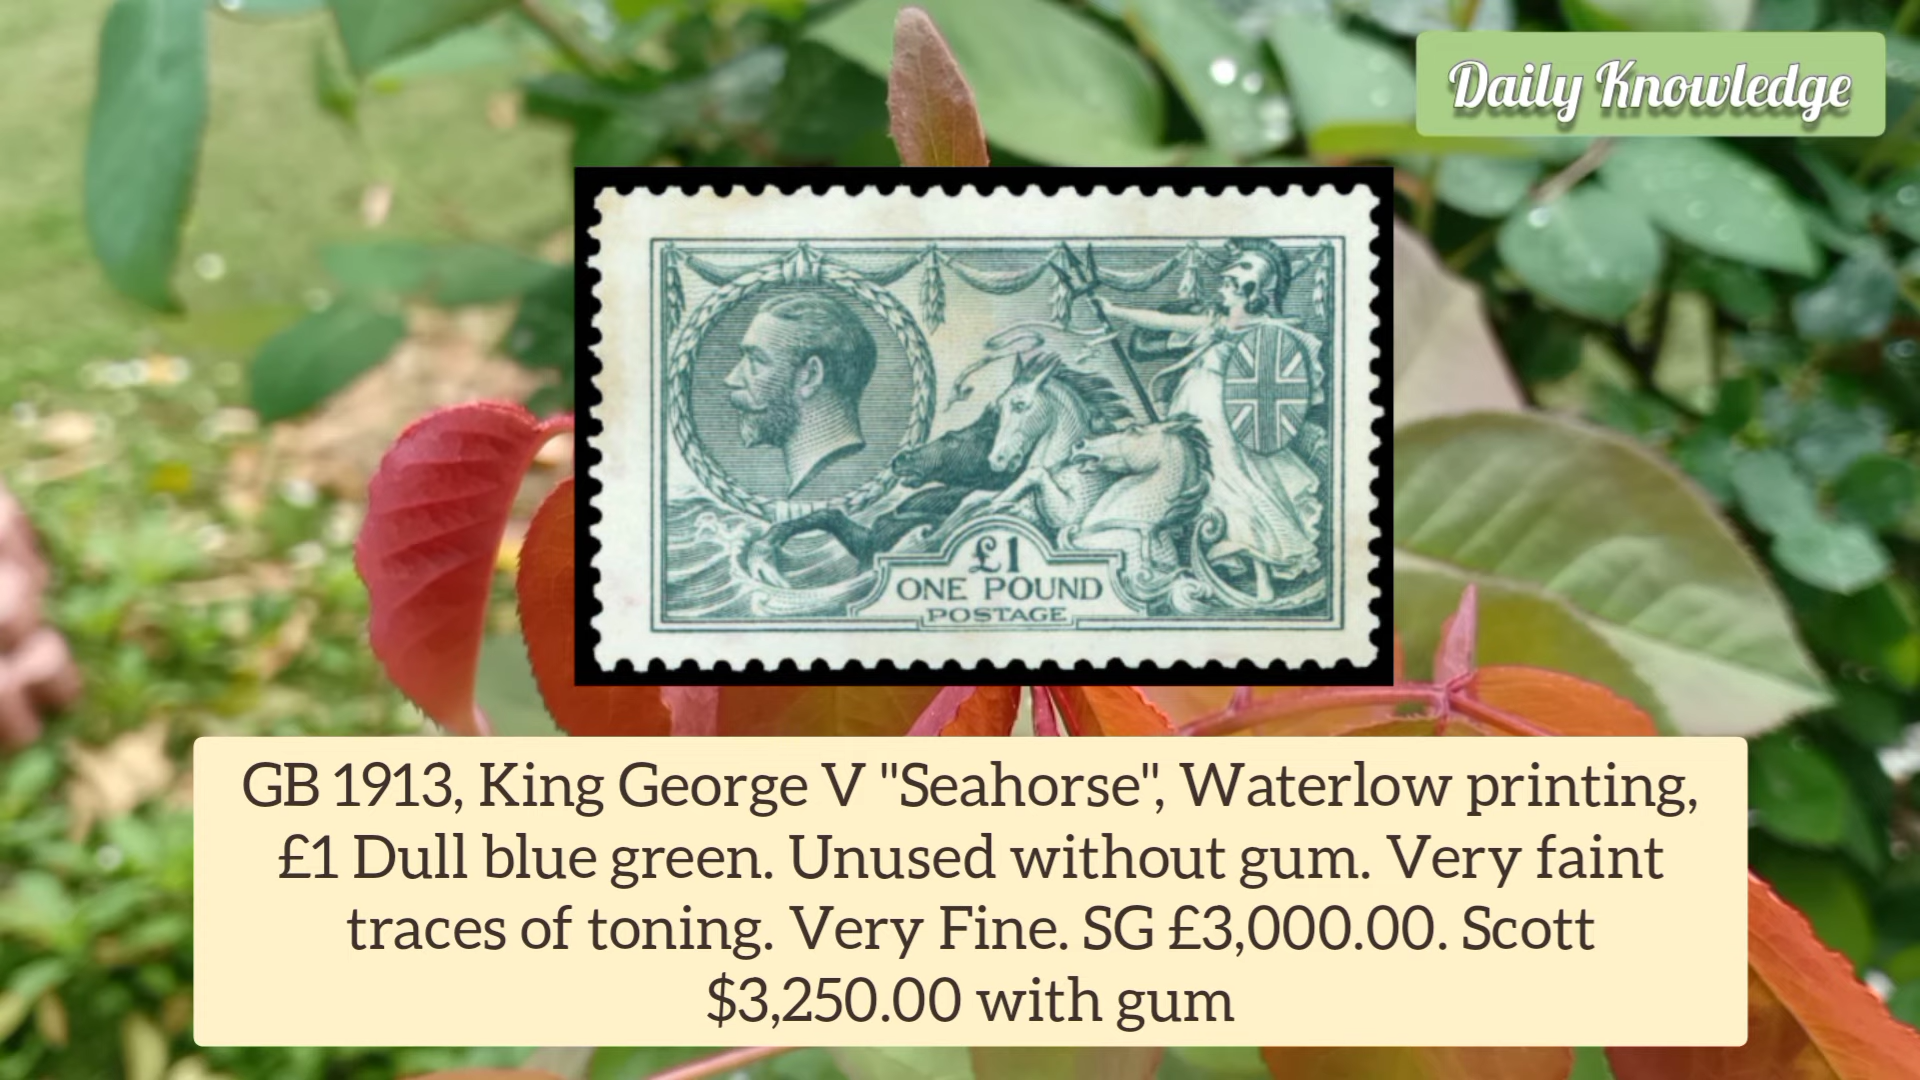 Daily Knowledge
£1
ONE POUND
POSTAGE
GB 1913, King George V "Seahorse", Waterlow printing,
£1 Dull blue green. Unused without gum. Very faint
traces of toning. Very Fine. SG £3,000.00. Scott
$3,250.00 with gum